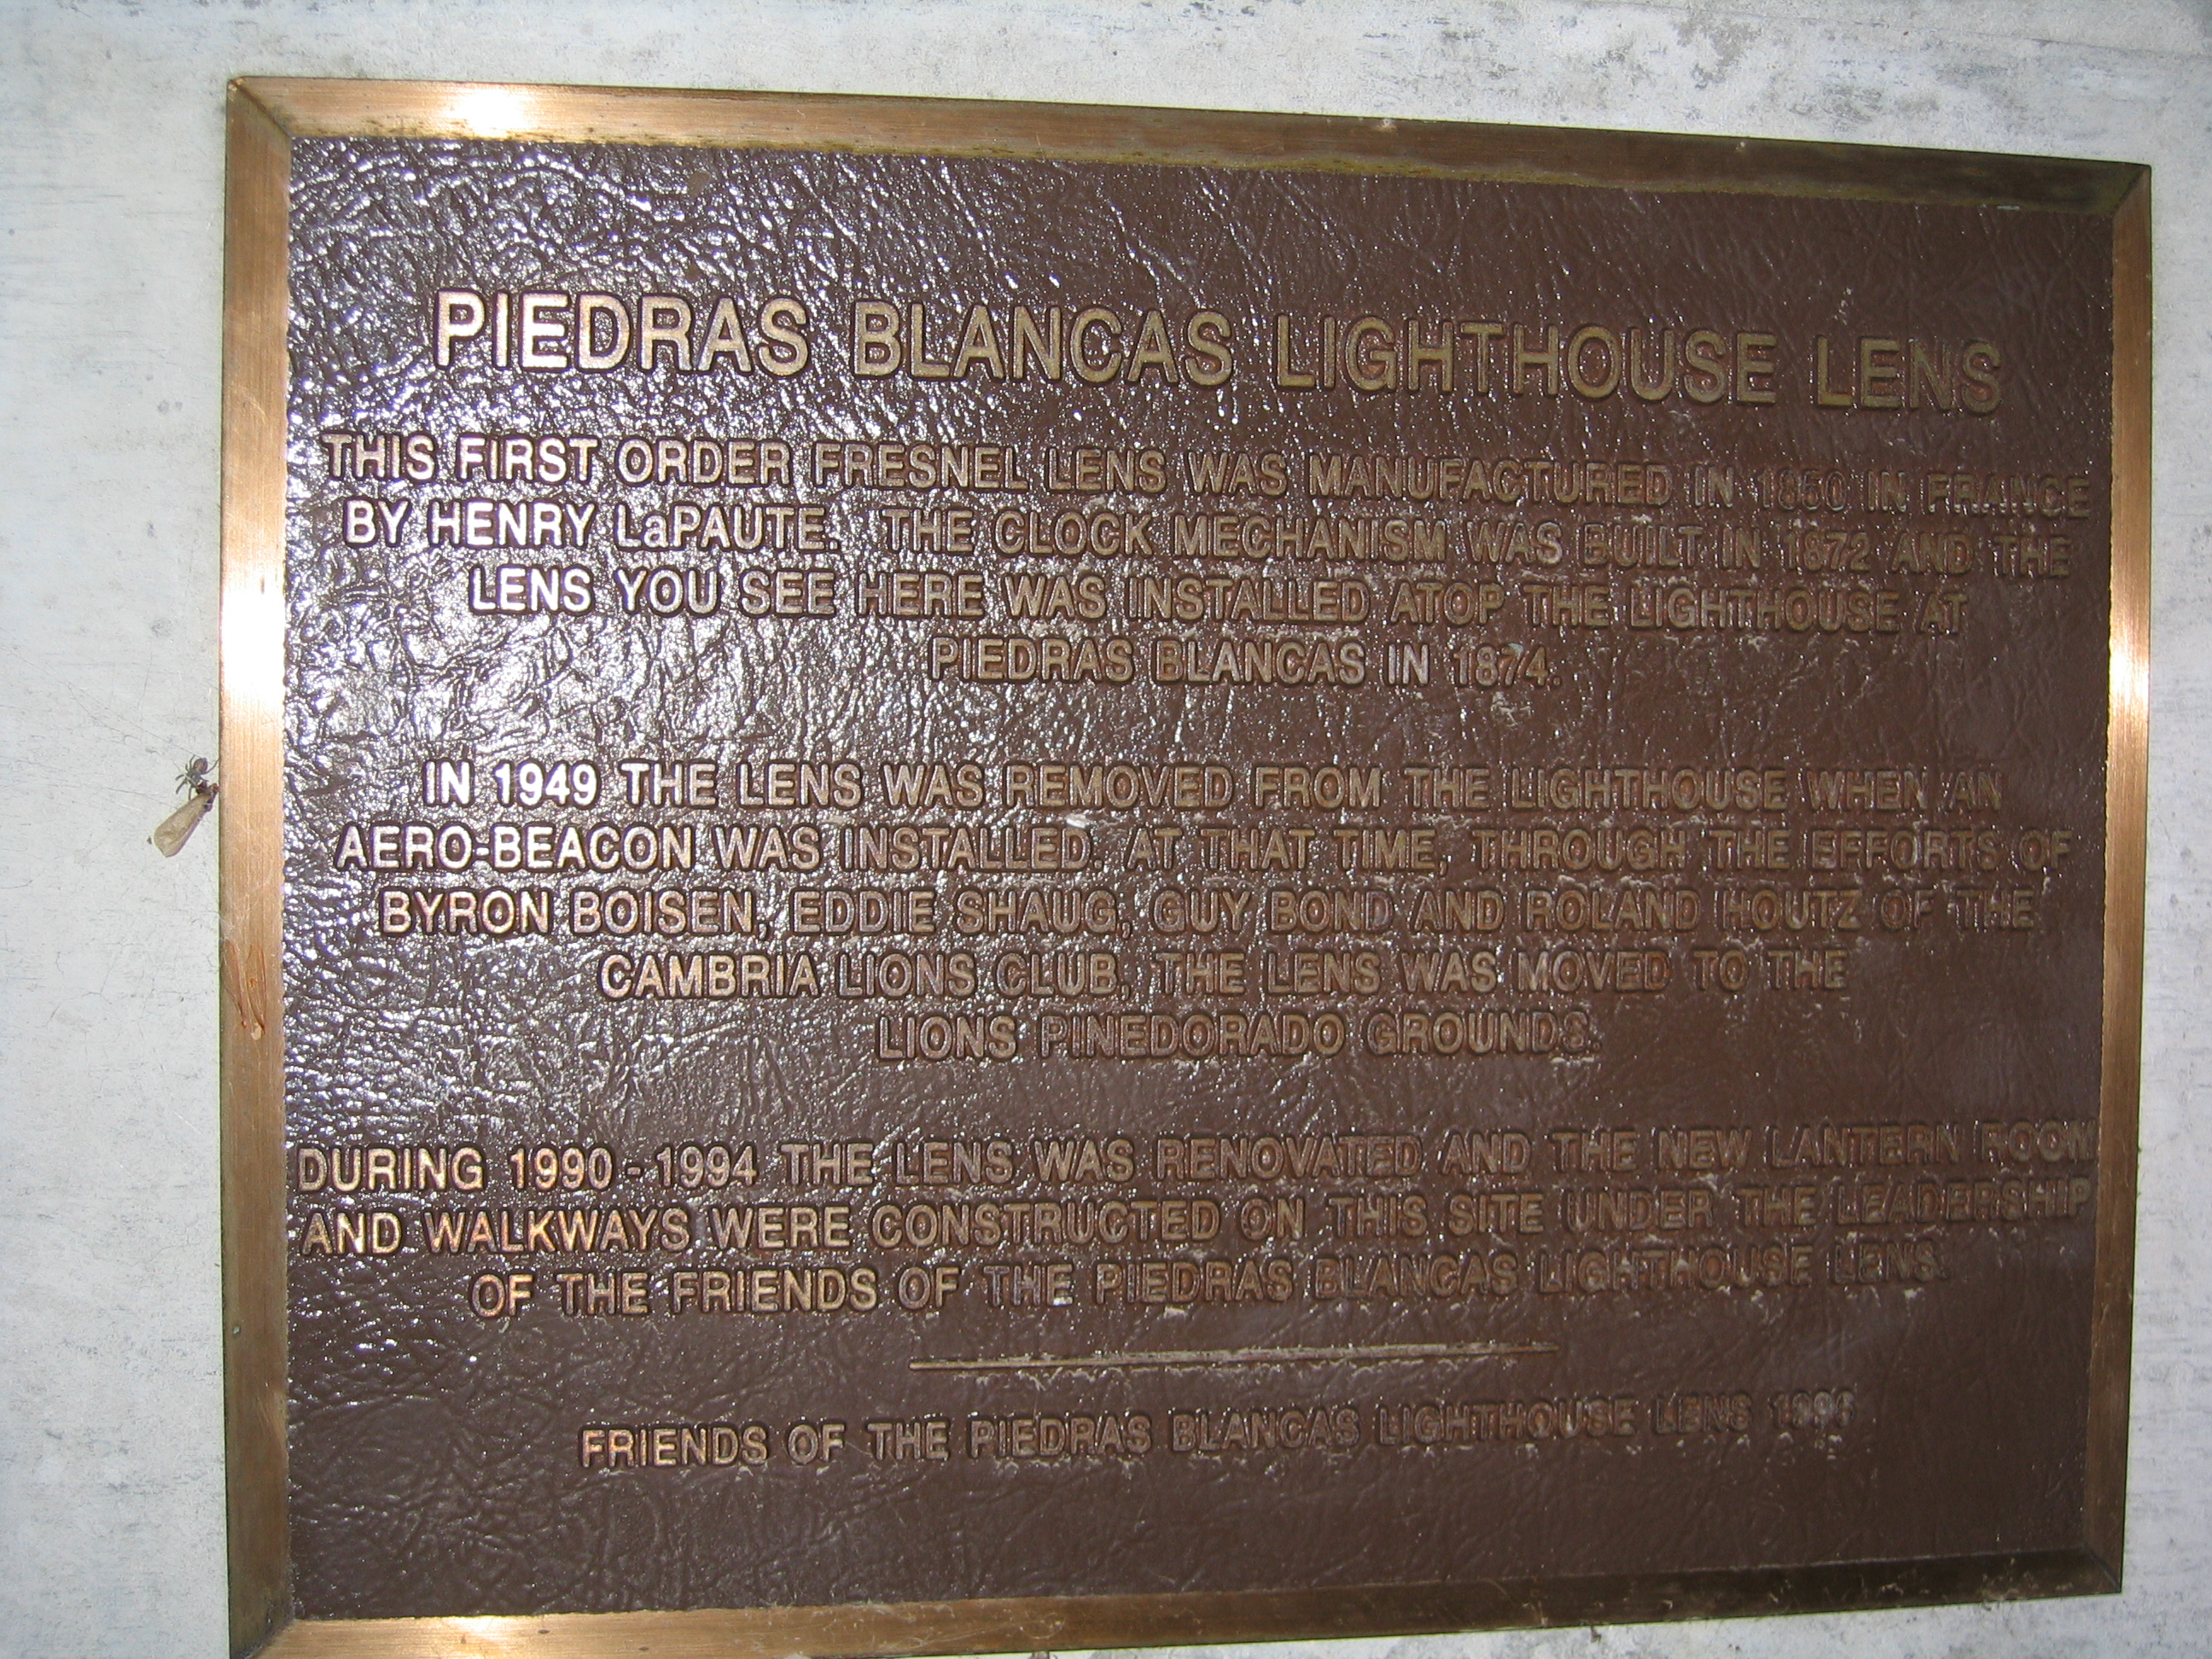 PIEDRAS BLANCAS LIGHTHOUSE LENS
THIS FIRST ORDER FRESNEL LENS WAS MANUFACTURED IN 1850 IN FRANCE
BY HENRY LaPAUTE. THE CLOCK MECHANISM WAS BUILT IN 1872 AND THE
LENS YOU SEE HERE WAS INSTALLED ATOP THE LIGHTHOUSE AT
PIEDRAS BLANCAS IN 1874.
IN 1949 THE LENS WAS REMOVED FROM THE LIGHTHOUSE WHEN AN
AERO-BEACON WAS INSTALLED. AT THAT TIME, THROUGH THE EFFORTS OF
BYRON BOISEN, EDDIE SHAUG, GUY BOND AND ROLAND HOUTZ OF THE
CAMBRIA LIONS CLUB, THE LENS WAS MOVED TO THE
LIONS PINEDORADO GROUNDS.
DURING 1990 - 1994 THE LENS WAS RENOVATED AND THE NEW LANTERN ROOM
AND WALKWAYS WERE CONSTRUCTED ON THIS SITE UNDER THE LEADERSHIP
OF THE FRIENDS OF THE PIEDRAS BLANCAS LIGHTHOUSE LENS.
FRIENDS OF THE PIEDRAS BLANCAS LIGHTHOUSE LENS 1996